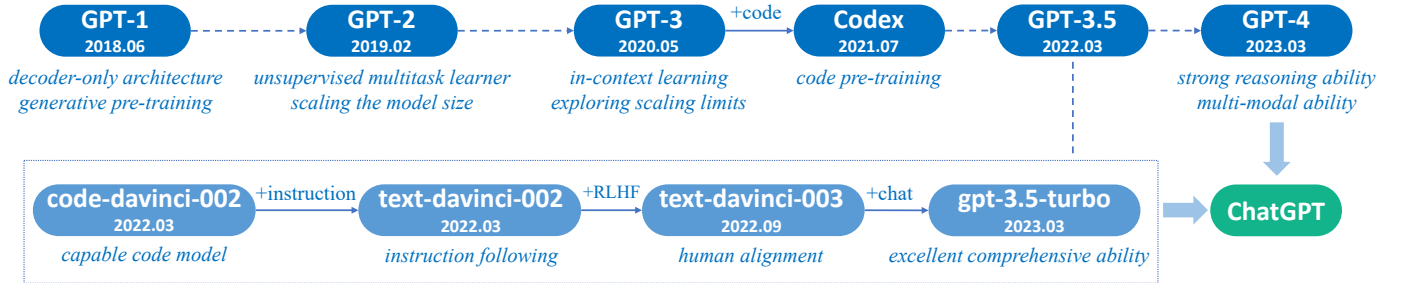 GPT-1
2018.06
decoder-only architecture
generative pre-training
GPT-2
2019.02
unsupervised multitask learner
scaling the model size
GPT-3
2020.05
in-context learning
exploring scaling limits
+code
Codex
2021.07
code pre-training
GPT-3.5
2022.03
GPT-4
2023.03
strong reasoning ability
multi-modal ability
code-davinci-002
2022.03
capable code model
+instruction
text-davinci-002
2022.03
instruction following
+RLHF
text-davinci-003
2022.09
human alignment
+chat
gpt-3.5-turbo
2023.03
excellent comprehensive ability
ChatGPT